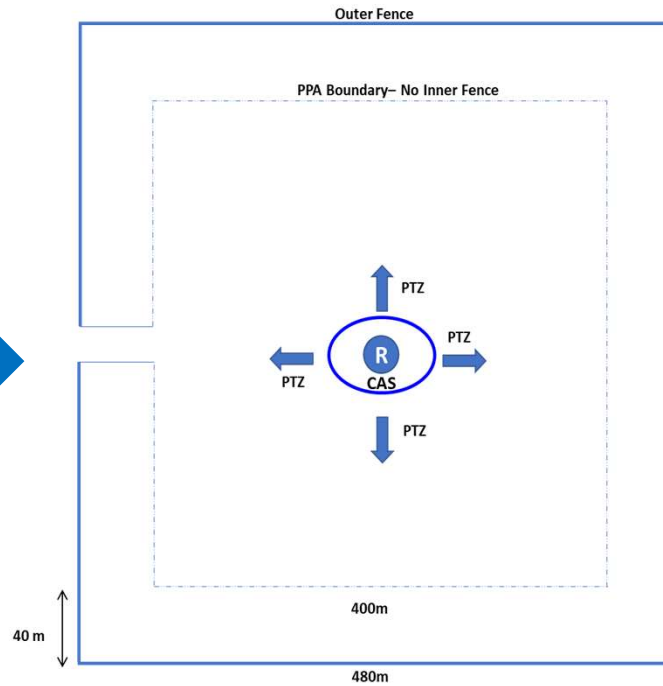 Outer Fence
PPA Boundary– No Inner Fence
PTZ
PTZ
R
CAS
PTZ
PTZ
400m
40 m
480m